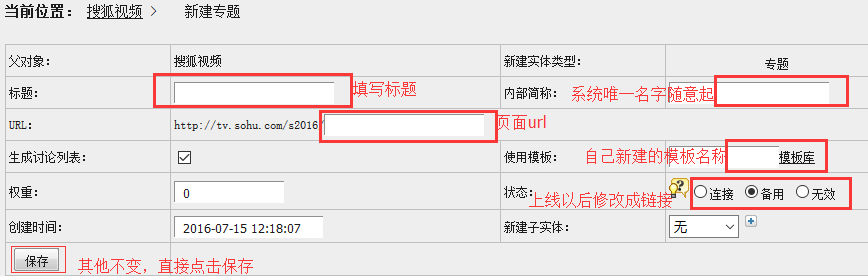 当前位置： 搜狐视频 > 新建专题
父对象： 搜狐视频 新建实体类型： 专题
标题： 填写标题 内部简称： 系统唯一名字随意起
URL： http://tv.sohu.com/s2016/ 页面url
生成讨论列表： 使用模板： 自己新建的模板名称 模板库
权重： 0 状态： 上线以后修改成链接 连接 备用 无效
创建时间： 2016-07-15 12:18:07 新建子实体： 无
保存 其他不变，直接点击保存